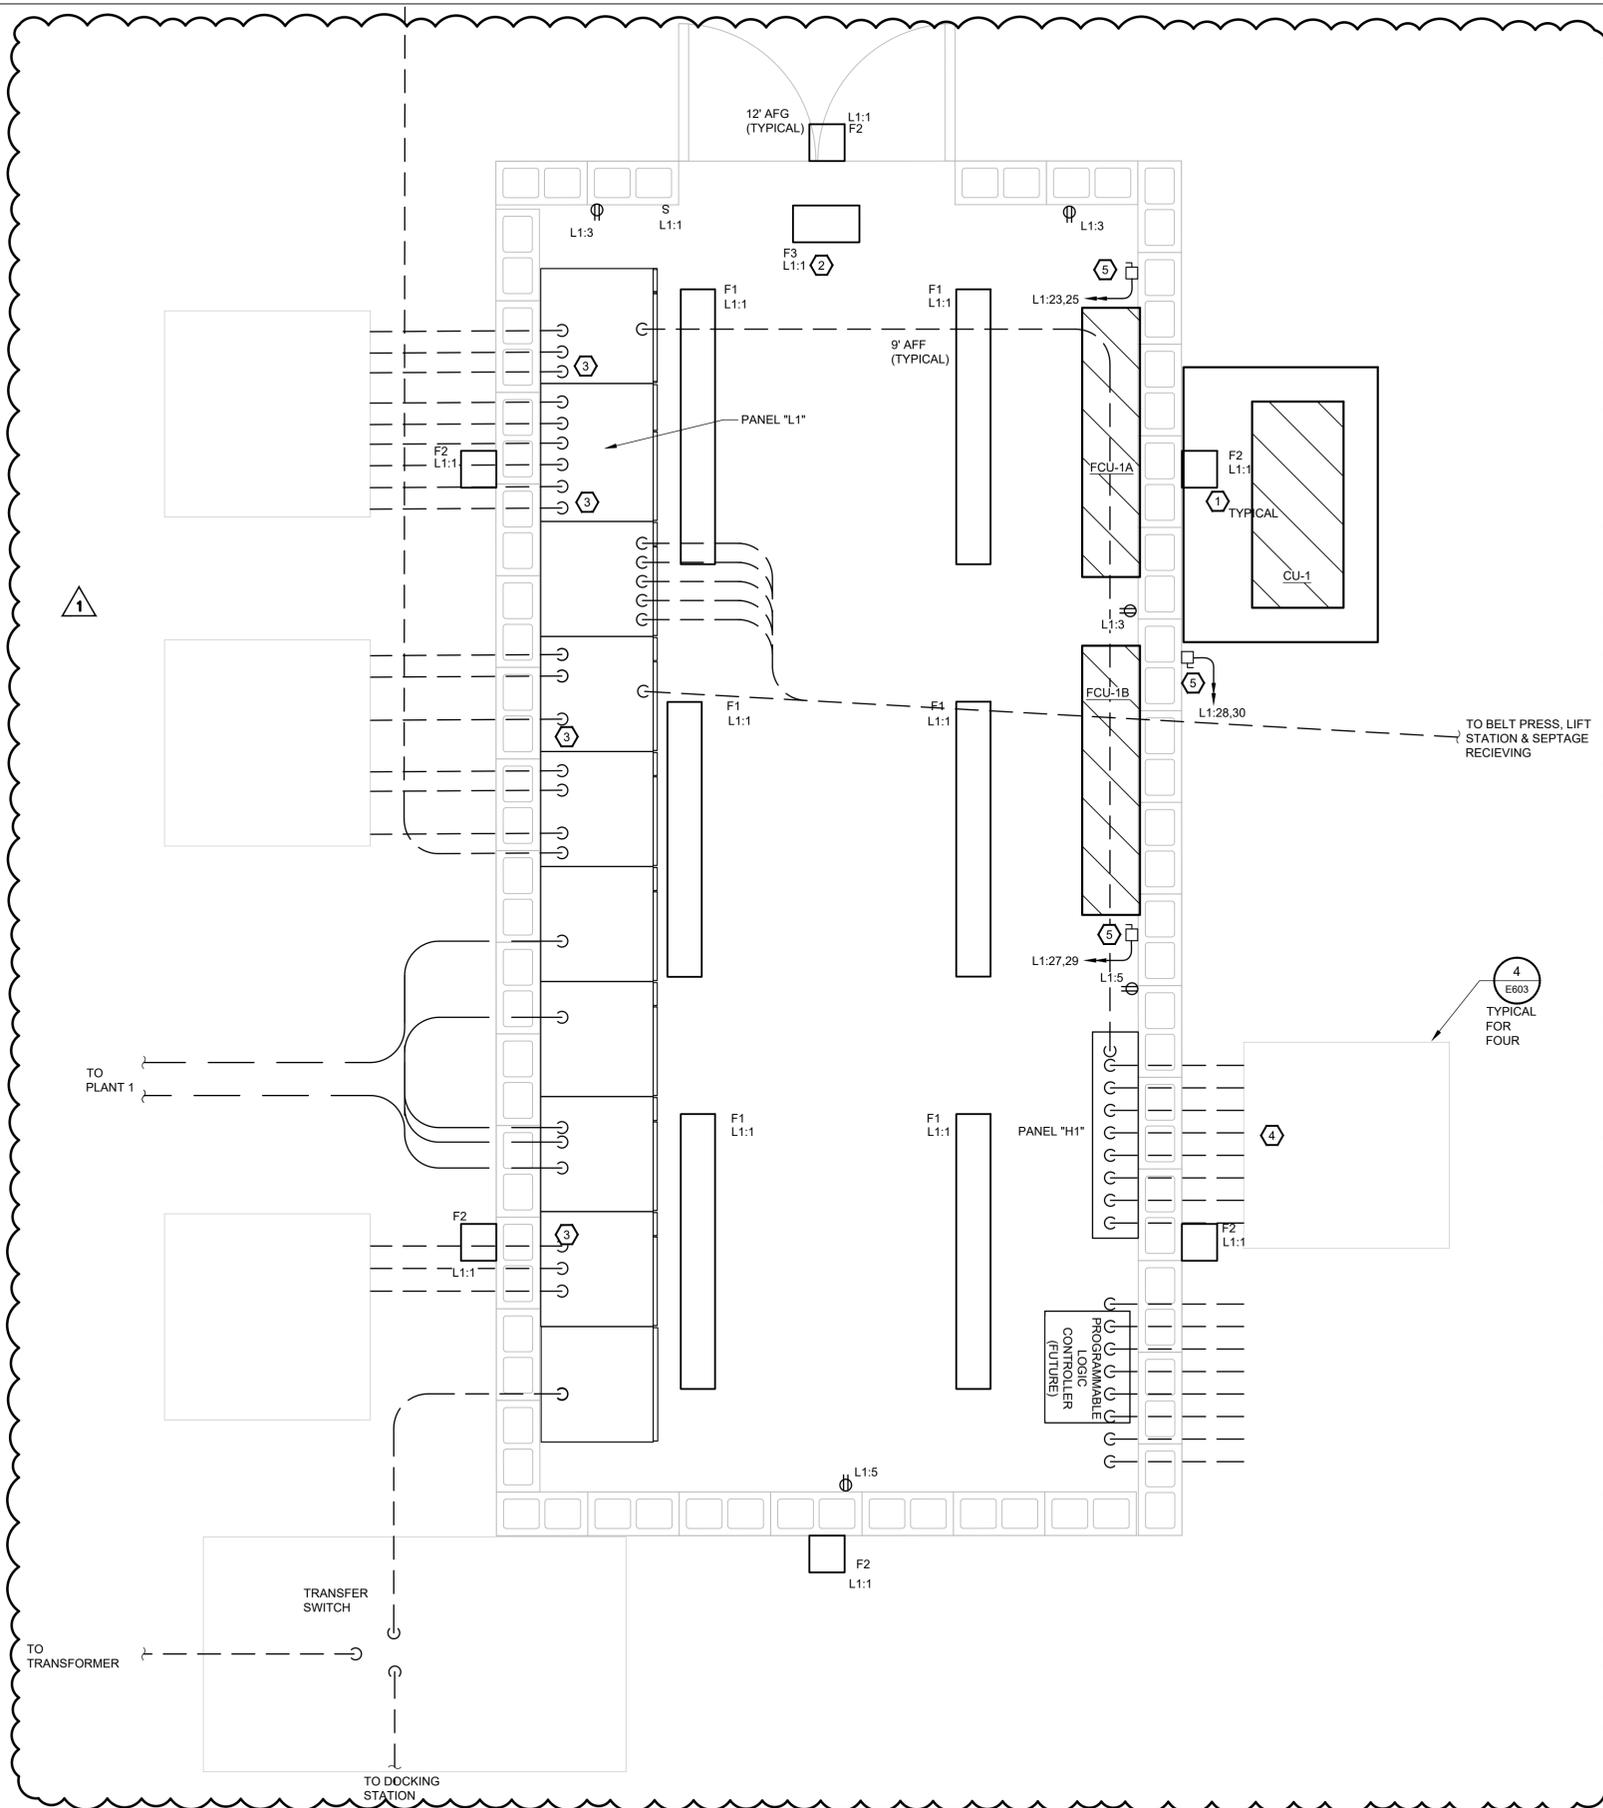 12' AFG
(TYPICAL)
L1:1
F2
L1:3
S
L1:1
L1:3
F3
L1:1
2
5
L1:23,25
F1
L1:1
F1
L1:1
9' AFF
(TYPICAL)
3
PANEL "L1"
F2
L1:1
3
FCU-1A
F2
L1:1
1
TYPICAL
CU-1
1
L1:3
5
L1:28,30
FCU-1B
F1
L1:1
F1
L1:1
3
TO BELT PRESS, LIFT
STATION & SEPTAGE
RECIEVING
5
L1:27,29
L1:5
4
E603
TYPICAL
FOR
FOUR
TO
PLANT 1
F1
L1:1
F1
L1:1
PANEL "H1"
4
F2
L1:1
3
F2
L1:1
PROGRAMMABLE
LOGIC
CONTROLLER
(FUTURE)
L1:5
F2
L1:1
TRANSFER
SWITCH
TO
TRANSFORMER
TO DOCKING
STATION